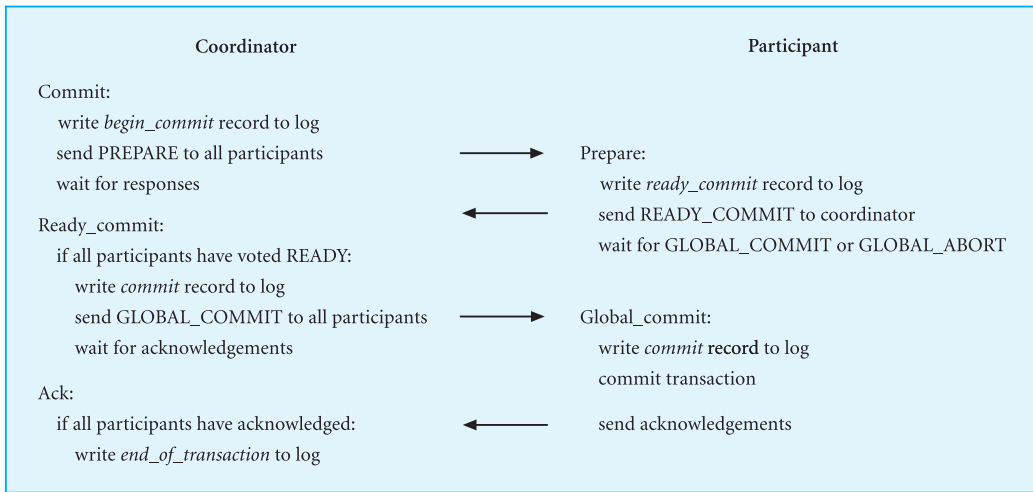 Coordinator
Commit:
write begin_commit record to log
send PREPARE to all participants
wait for responses
Ready_commit:
if all participants have voted READY:
write commit record to log
send GLOBAL_COMMIT to all participants
wait for acknowledgements
Ack:
if all participants have acknowledged:
write end_of_transaction to log
Participant
Prepare:
write ready_commit record to log
send READY_COMMIT to coordinator
wait for GLOBAL_COMMIT or GLOBAL_ABORT
Global_commit:
write commit record to log
commit transaction
send acknowledgements